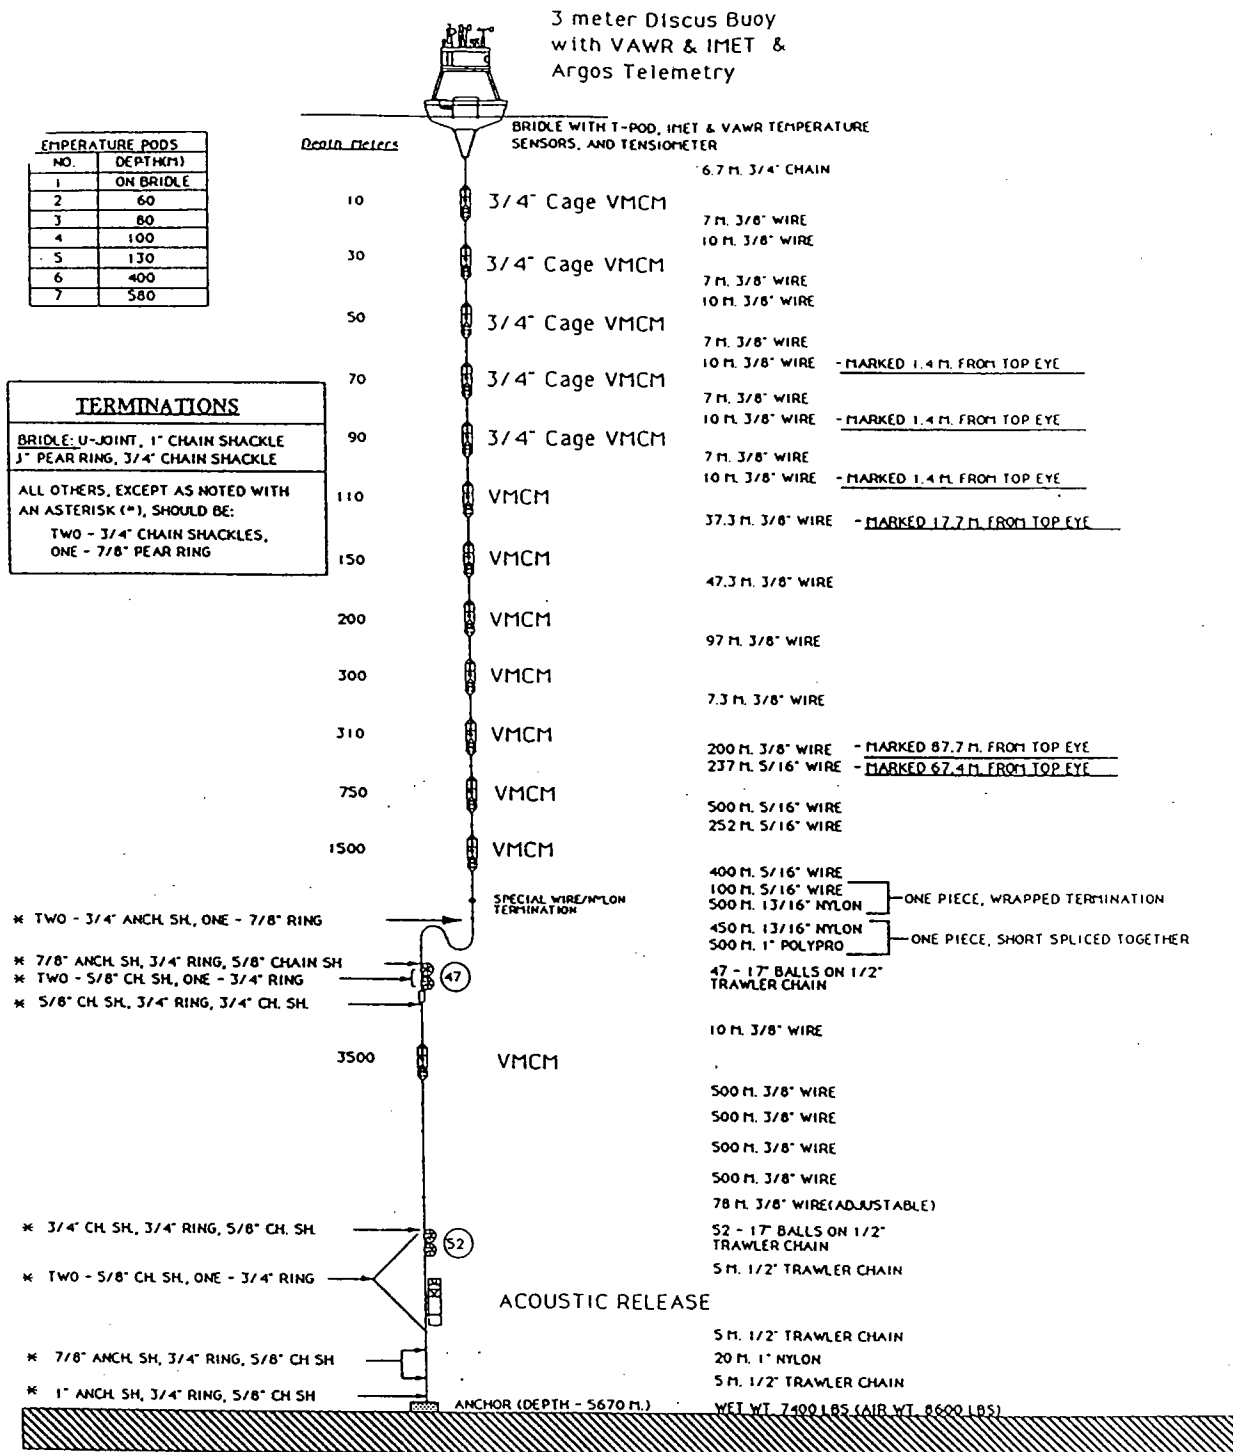 3 meter Discus Buoy
with VAWR & IMET &
Argos Telemetry
BRIDLE WITH T-POD, IMET & VAWR TEMPERATURE
SENSORS, AND TENSIOMETER
EMPERATURE PODS
NO. DEPTH(M)
1 ON BRIDLE
2 60
3 80
4 100
5 130
6 400
7 580
Depth Meters
6.7 M. 3/4" CHAIN
10 3/4" Cage VMCM
7 M. 3/8" WIRE
10 M. 3/8" WIRE
30 3/4" Cage VMCM
7 M. 3/8" WIRE
10 M. 3/8" WIRE
50 3/4" Cage VMCM
7 M. 3/8" WIRE
10 M. 3/8" WIRE - MARKED 1.4 M. FROM TOP EYE
70 3/4" Cage VMCM
7 M. 3/8" WIRE
10 M. 3/8" WIRE - MARKED 1.4 M. FROM TOP EYE
90 3/4" Cage VMCM
7 M. 3/8" WIRE
10 M. 3/8" WIRE - MARKED 1.4 M. FROM TOP EYE
TERMINATIONS
BRIDLE: U-JOINT, 1" CHAIN SHACKLE
1" PEAR RING, 3/4" CHAIN SHACKLE
ALL OTHERS, EXCEPT AS NOTED WITH
AN ASTERISK (*), SHOULD BE:
TWO - 3/4" CHAIN SHACKLES,
ONE - 7/8" PEAR RING
110 VMCM
37.3 M. 3/8" WIRE - MARKED 17.7 M. FROM TOP EYE
150 VMCM
47.3 M. 3/8" WIRE
200 VMCM
97 M. 3/8" WIRE
300 VMCM
7.3 M. 3/8" WIRE
310 VMCM
200 M. 3/8" WIRE - MARKED 87.7 M. FROM TOP EYE
237 M. 5/16" WIRE - MARKED 67.4 M. FROM TOP EYE
750 VMCM
500 M. 5/16" WIRE
252 M. 5/16" WIRE
1500 VMCM
400 M. 5/16" WIRE
100 M. 5/16" WIRE
500 M. 13/16" NYLON
ONE PIECE, WRAPPED TERMINATION
SPECIAL WIRE/NYLON
TERMINATION
* TWO - 3/4" ANCH. SH., ONE - 7/8" RING
450 M. 13/16" NYLON
500 M. 1" POLYPRO
ONE PIECE, SHORT SPLICED TOGETHER
* 7/8" ANCH. SH, 3/4" RING, 5/8" CHAIN SH
* TWO - 5/8" CH. SH., ONE - 3/4" RING
47
47 - 17" BALLS ON 1/2"
TRAWLER CHAIN
* 5/8" CH. SH., 3/4" RING, 3/4" CH. SH.
10 M. 3/8" WIRE
3500 VMCM
500 M. 3/8" WIRE
500 M. 3/8" WIRE
500 M. 3/8" WIRE
500 M. 3/8" WIRE
78 M. 3/8" WIRE(ADJUSTABLE)
* 3/4" CH. SH., 3/4" RING, 5/8" CH. SH.
52
52 - 17" BALLS ON 1/2"
TRAWLER CHAIN
* TWO - 5/8" CH. SH., ONE - 3/4" RING
5 M. 1/2" TRAWLER CHAIN
ACOUSTIC RELEASE
5 M. 1/2" TRAWLER CHAIN
* 7/8" ANCH. SH, 3/4" RING, 5/8" CH SH
20 M. 1" NYLON
5 M. 1/2" TRAWLER CHAIN
* 1" ANCH. SH, 3/4" RING, 5/8" CH SH
ANCHOR (DEPTH - 5670 M.)
WET WT. 7400 LBS (AIR WT. 8600 LBS)